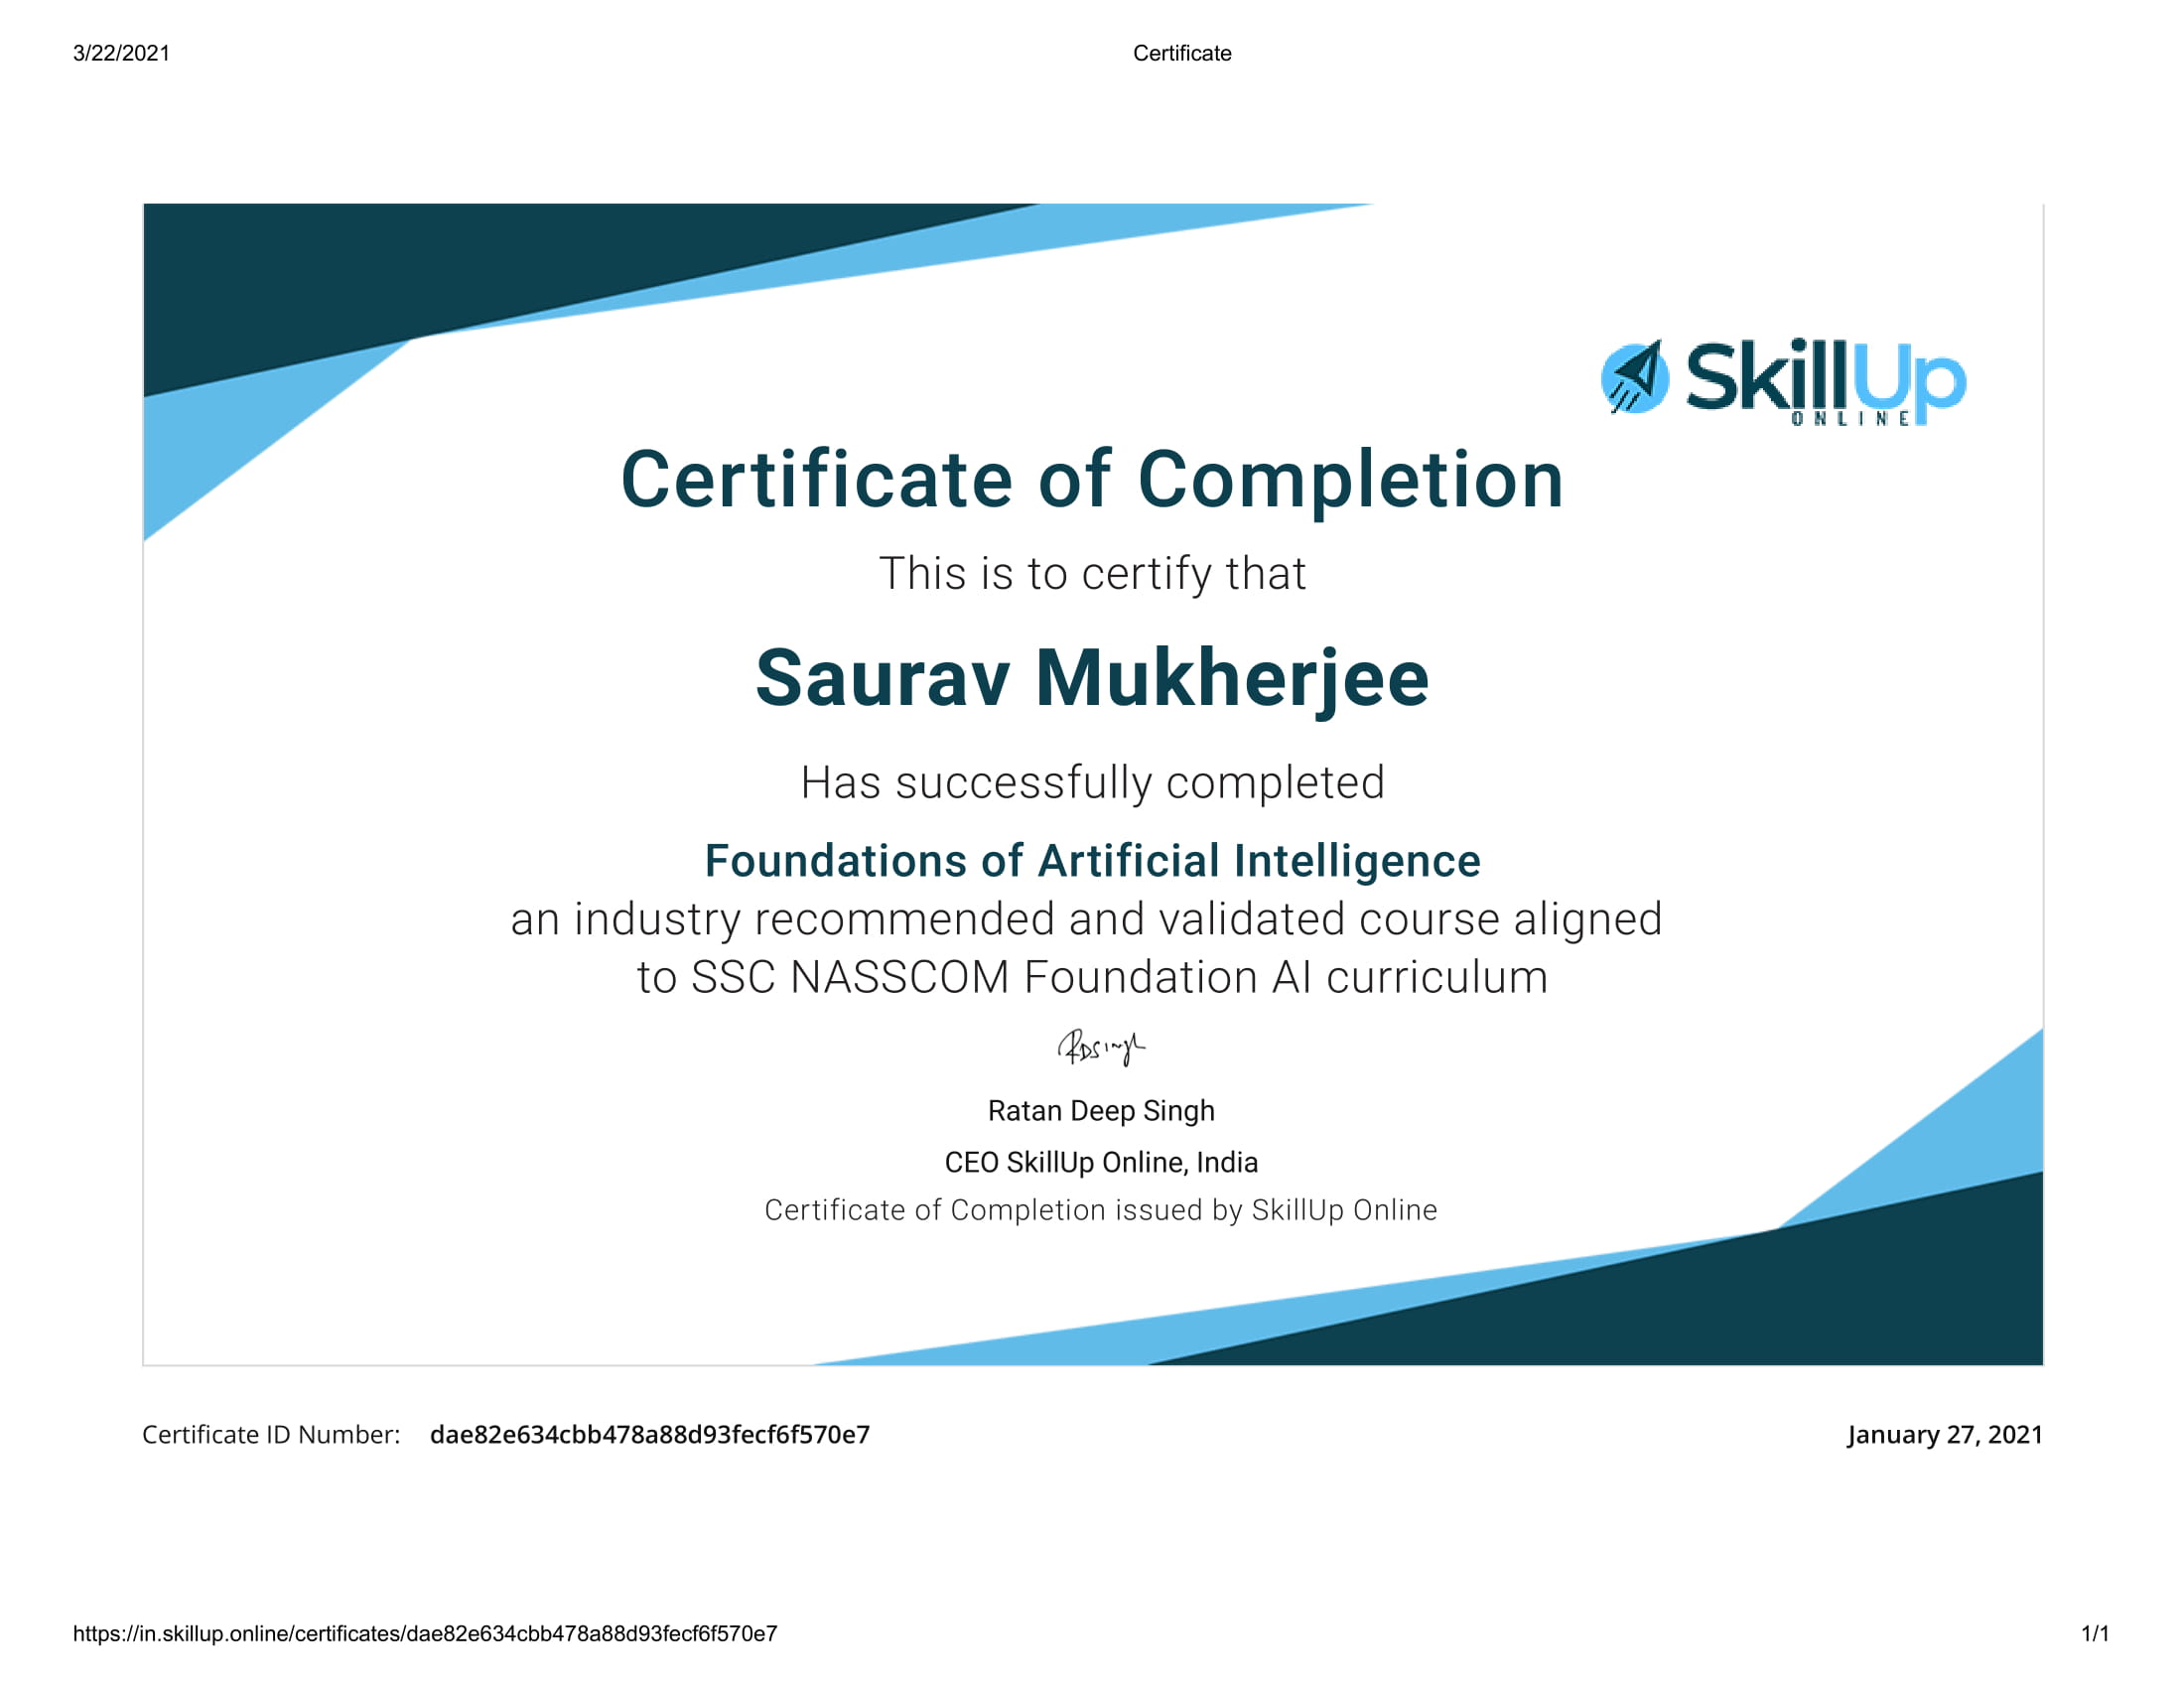 3/22/2021 Certificate
SkillUp
ONLINE
Certificate of Completion
This is to certify that
Saurav Mukherjee
Has successfully completed
Foundations of Artificial Intelligence
an industry recommended and validated course aligned
to SSC NASSCOM Foundation AI curriculum
RDSingh
Ratan Deep Singh
CEO SkillUp Online, India
Certificate of Completion issued by SkillUp Online
Certificate ID Number: dae82e634cbb478a88d93fecf6f570e7 January 27, 2021
https://in.skillup.online/certificates/dae82e634cbb478a88d93fecf6f570e7 1/1